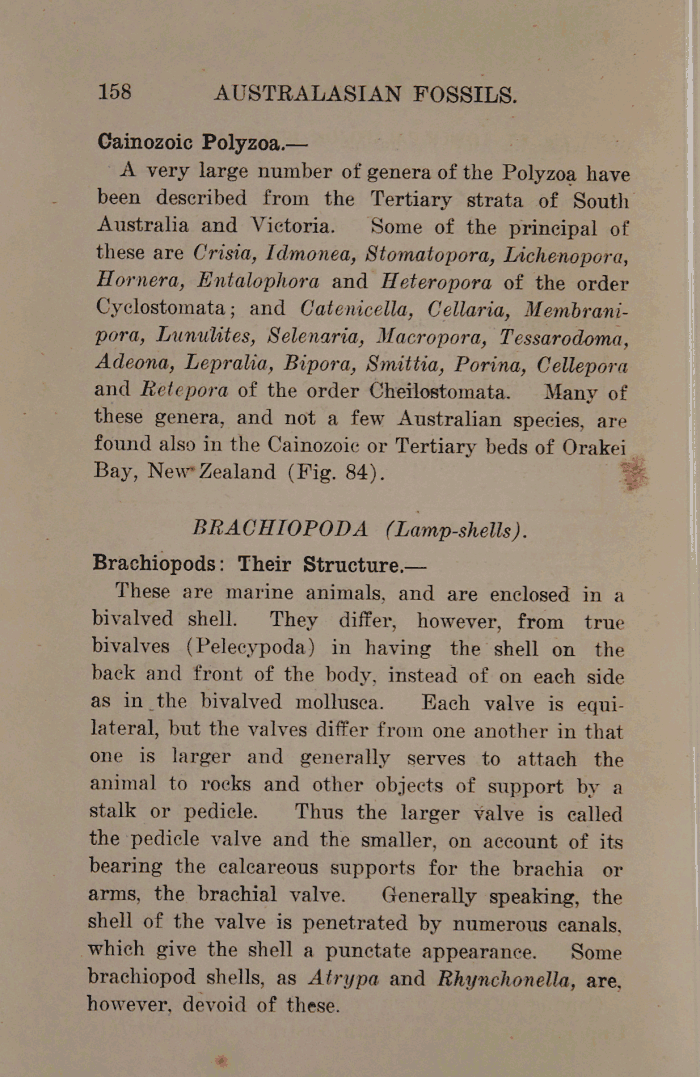 158 AUSTRALASIAN FOSSILS.
Cainozoic Polyzoa.—
A very large number of genera of the Polyzoa have
been described from the Tertiary strata of South
Australia and Victoria. Some of the principal of
these are Crisia, Idmonea, Stomatopora, Lichenopora,
Hornera, Entalophora and Heteropora of the order
Cyclostomata; and Catenicella, Cellaria, Membrani-
pora, Lunulites, Selenaria, Macropora, Tessarodoma,
Adeona, Lepralia, Bipora, Smittia, Porina, Cellepora
and Retepora of the order Cheilostomata. Many of
these genera, and not a few Australian species, are
found also in the Cainozoic or Tertiary beds of Orakei
Bay, New Zealand (Fig. 84).
BRACHIOPODA (Lamp-shells).
Brachiopods: Their Structure.—
These are marine animals, and are enclosed in a
bivalved shell. They differ, however, from true
bivalves (Pelecypoda) in having the shell on the
back and front of the body, instead of on each side
as in the bivalved mollusca. Each valve is equi-
lateral, but the valves differ from one another in that
one is larger and generally serves to attach the
animal to rocks and other objects of support by a
stalk or pedicle. Thus the larger valve is called
the pedicle valve and the smaller, on account of its
bearing the calcareous supports for the brachia or
arms, the brachial valve. Generally speaking, the
shell of the valve is penetrated by numerous canals,
which give the shell a punctate appearance. Some
brachiopod shells, as Atrypa and Rhynchonella, are,
however, devoid of these.